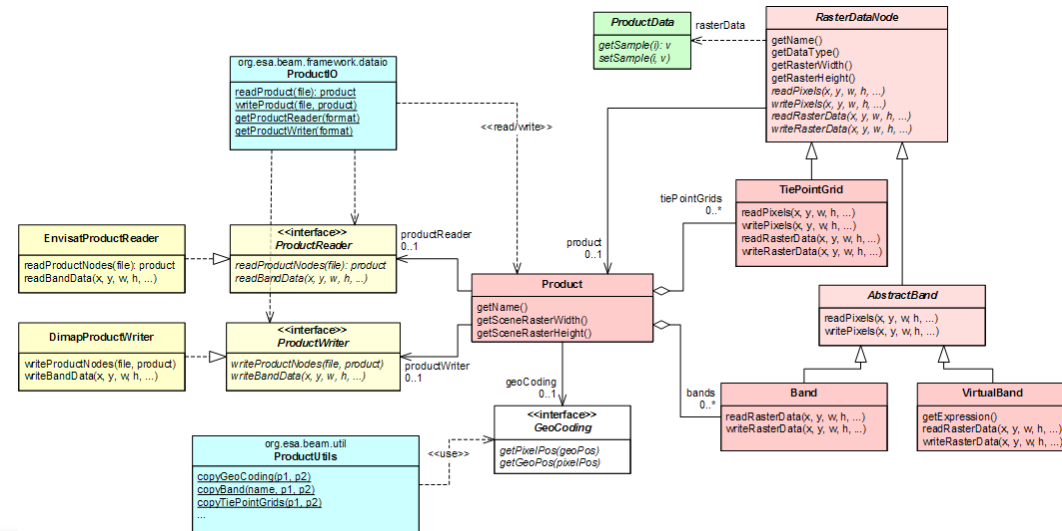 ProductData
getSample(i): v
setSample(i, v)
rasterData
RasterDataNode
getName()
getDataType()
getRasterWidth()
getRasterHeight()
readPixels(x, y, w, h, ...)
writePixels(x, y, w, h, ...)
readRasterData(x, y, w, h, ...)
writeRasterData(x, y, w, h, ...)
org.esa.beam.framework.dataio
ProductIO
readProduct(file): product
writeProduct(file, product)
getProductReader(format)
getProductWriter(format)
<<read/write>>
tiePointGrids
0..*
TiePointGrid
readPixels(x, y, w, h, ...)
writePixels(x, y, w, h, ...)
readRasterData(x, y, w, h, ...)
writeRasterData(x, y, w, h, ...)
EnvisatProductReader
readProductNodes(file): product
readBandData(x, y, w, h, ...)
<<interface>>
ProductReader
readProductNodes(file): product
readBandData(x, y, w, h, ...)
productReader
0..1
product
0..1
Product
getName()
getSceneRasterWidth()
getSceneRasterHeight()
AbstractBand
readPixels(x, y, w, h, ...)
writePixels(x, y, w, h, ...)
DimapProductWriter
writeProductNodes(file, product)
writeBandData(x, y, w, h, ...)
<<interface>>
ProductWriter
writeProductNodes(file, product)
writeBandData(x, y, w, h, ...)
productWriter
0..1
geoCoding
0..1
bands
0..*
Band
readRasterData(x, y, w, h, ...)
writeRasterData(x, y, w, h, ...)
VirtualBand
getExpression()
readRasterData(x, y, w, h, ...)
writeRasterData(x, y, w, h, ...)
<<interface>>
GeoCoding
getPixelPos(geoPos)
getGeoPos(pixelPos)
org.esa.beam.util
ProductUtils
copyGeoCoding(p1, p2)
copyBand(name, p1, p2)
copyTiePointGrids(p1, p2)
...
<<use>>